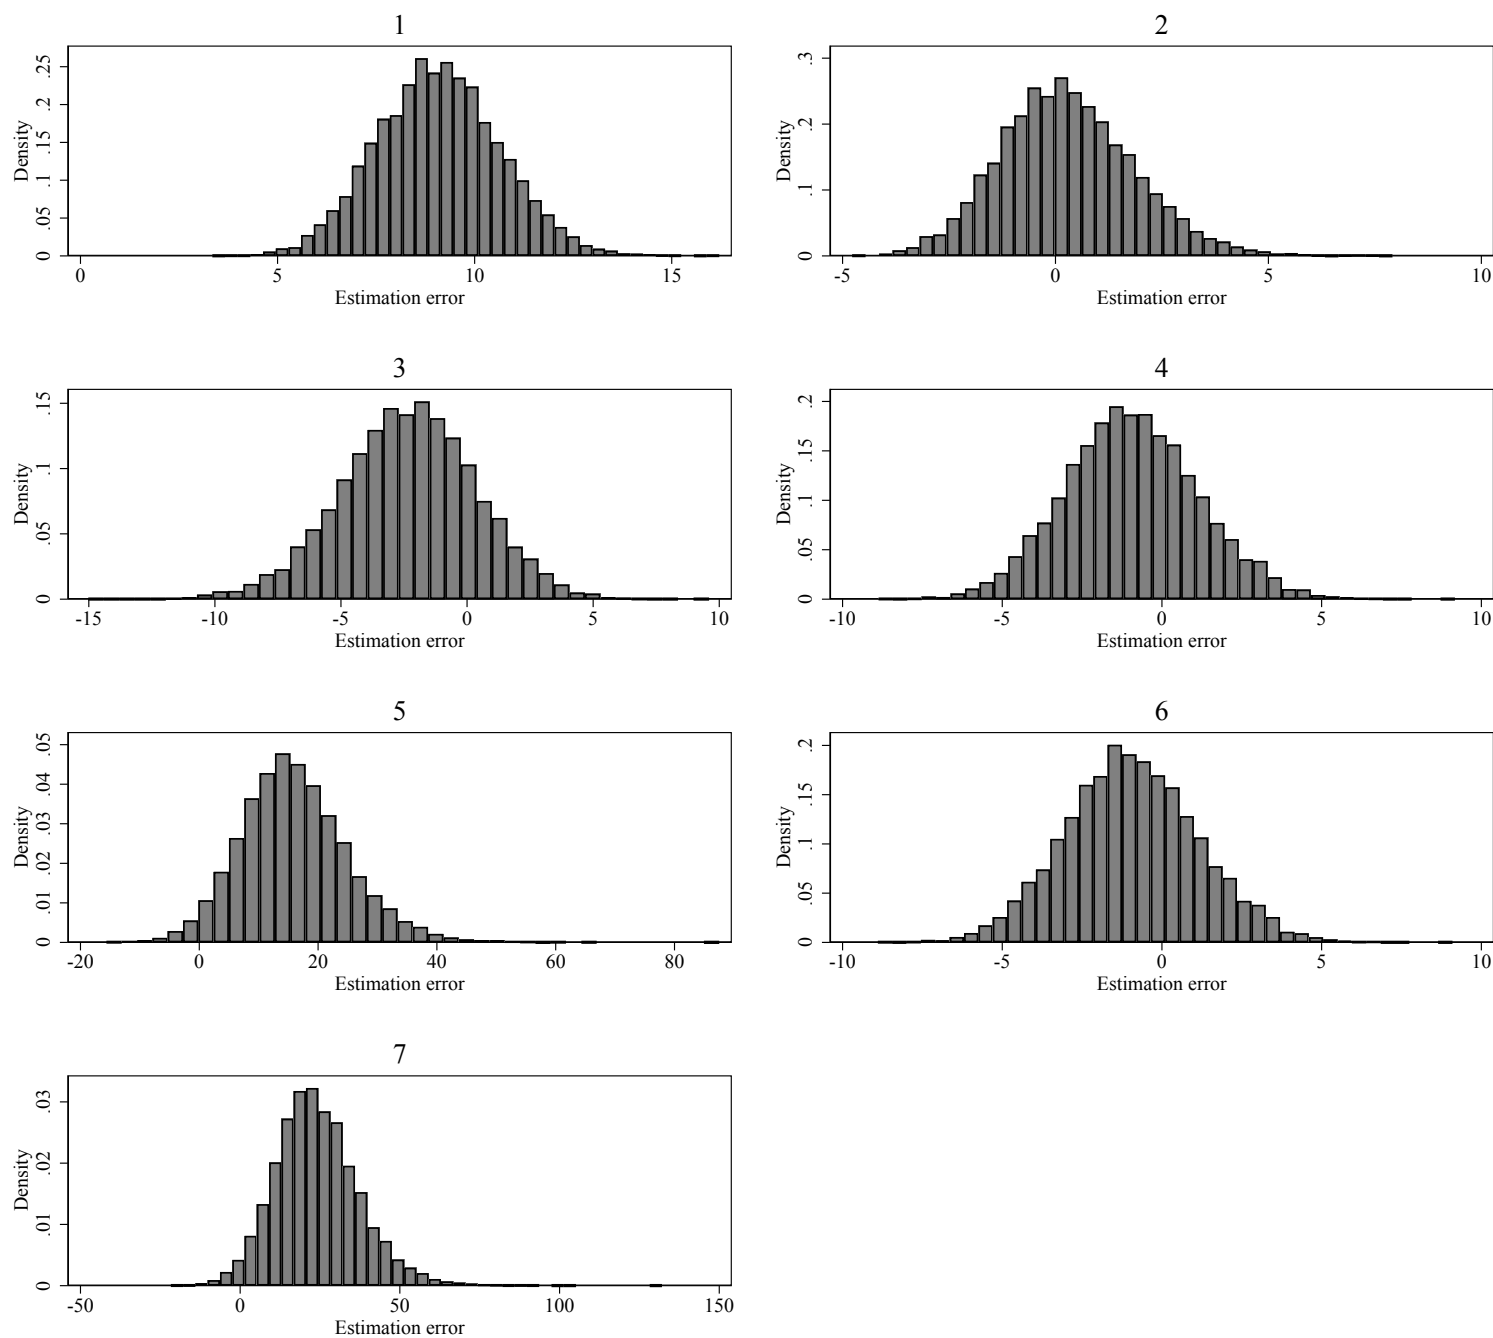 1
Density
0 .05 .1 .15 .2 .25
0 5 10 15
Estimation error
2
Density
0 .1 .2 .3
-5 0 5 10
Estimation error
3
Density
0 .05 .1 .15
-15 -10 -5 0 5 10
Estimation error
4
Density
0 .05 .1 .15 .2
-10 -5 0 5 10
Estimation error
5
Density
0 .01 .02 .03 .04 .05
-20 0 20 40 60 80
Estimation error
6
Density
0 .05 .1 .15 .2
-10 -5 0 5 10
Estimation error
7
Density
0 .01 .02 .03
-50 0 50 100 150
Estimation error